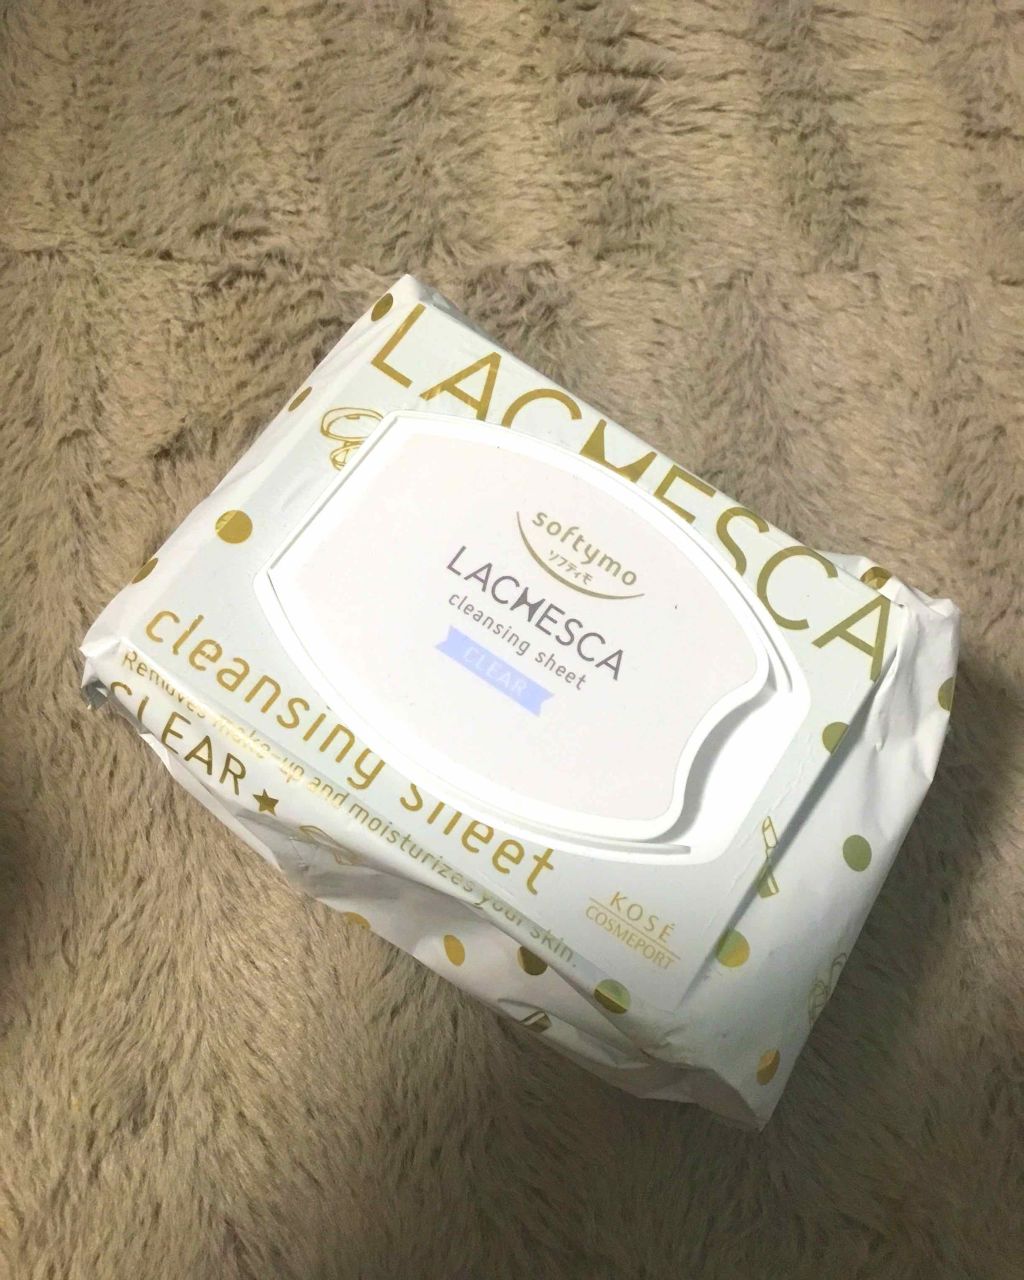 LACHESCA
softymo
ソフティモ
LACHESCA
cleansing sheet
CLEAR
cleansing sheet
Removes make-up and moisturizes your skin.
CLEAR★
KOSÉ
COSMEPORT